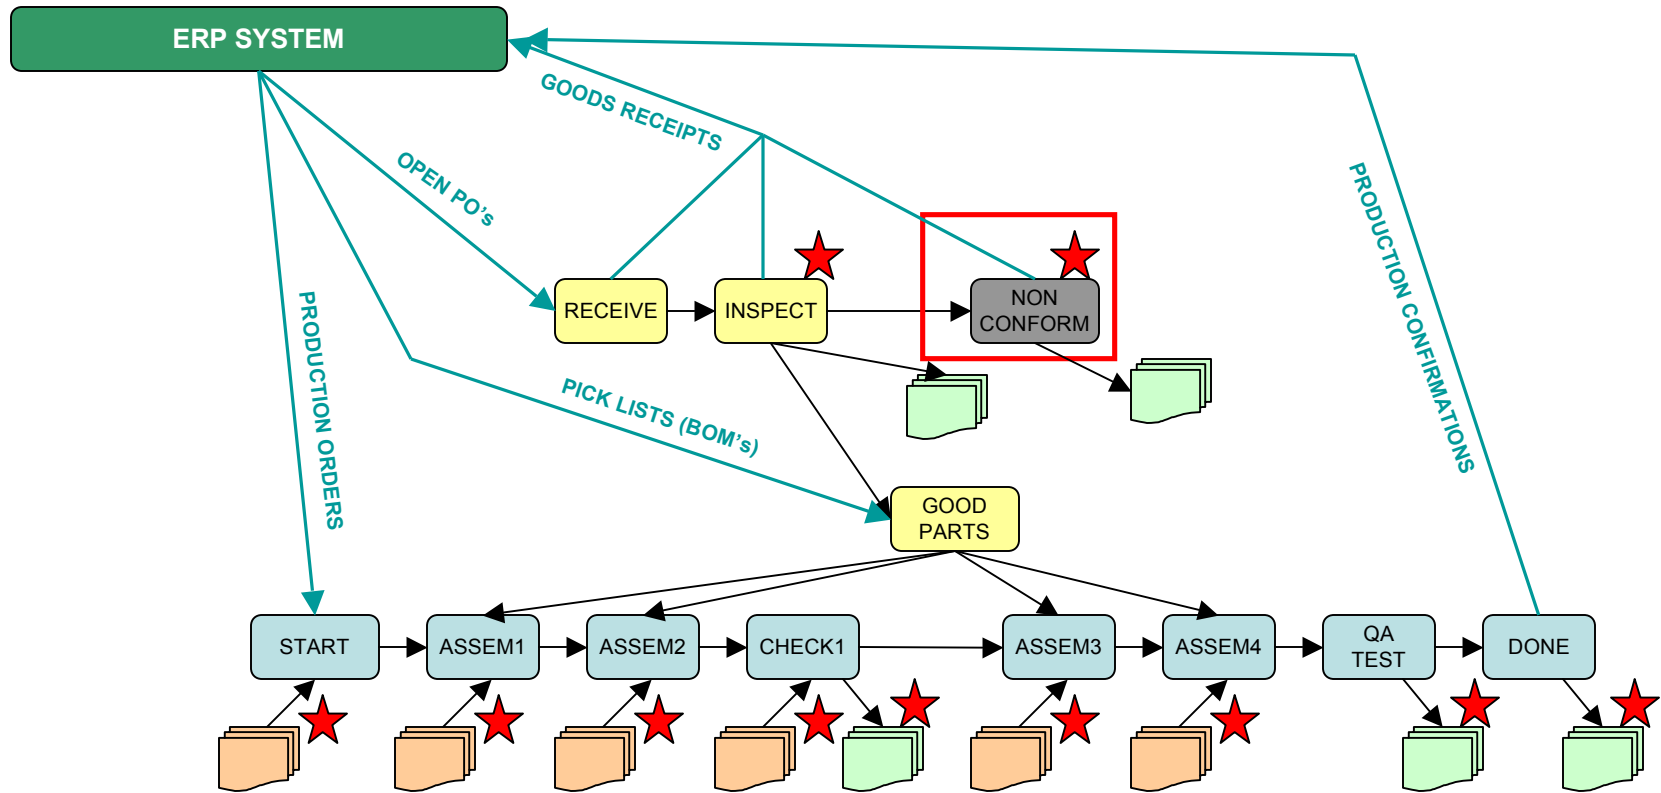 ERP SYSTEM
GOODS RECEIPTS
OPEN PO's
PRODUCTION CONFIRMATIONS
RECEIVE
INSPECT
NON
CONFORM
PRODUCTION ORDERS
PICK LISTS (BOM's)
GOOD
PARTS
START
ASSEM1
ASSEM2
CHECK1
ASSEM3
ASSEM4
QA
TEST
DONE